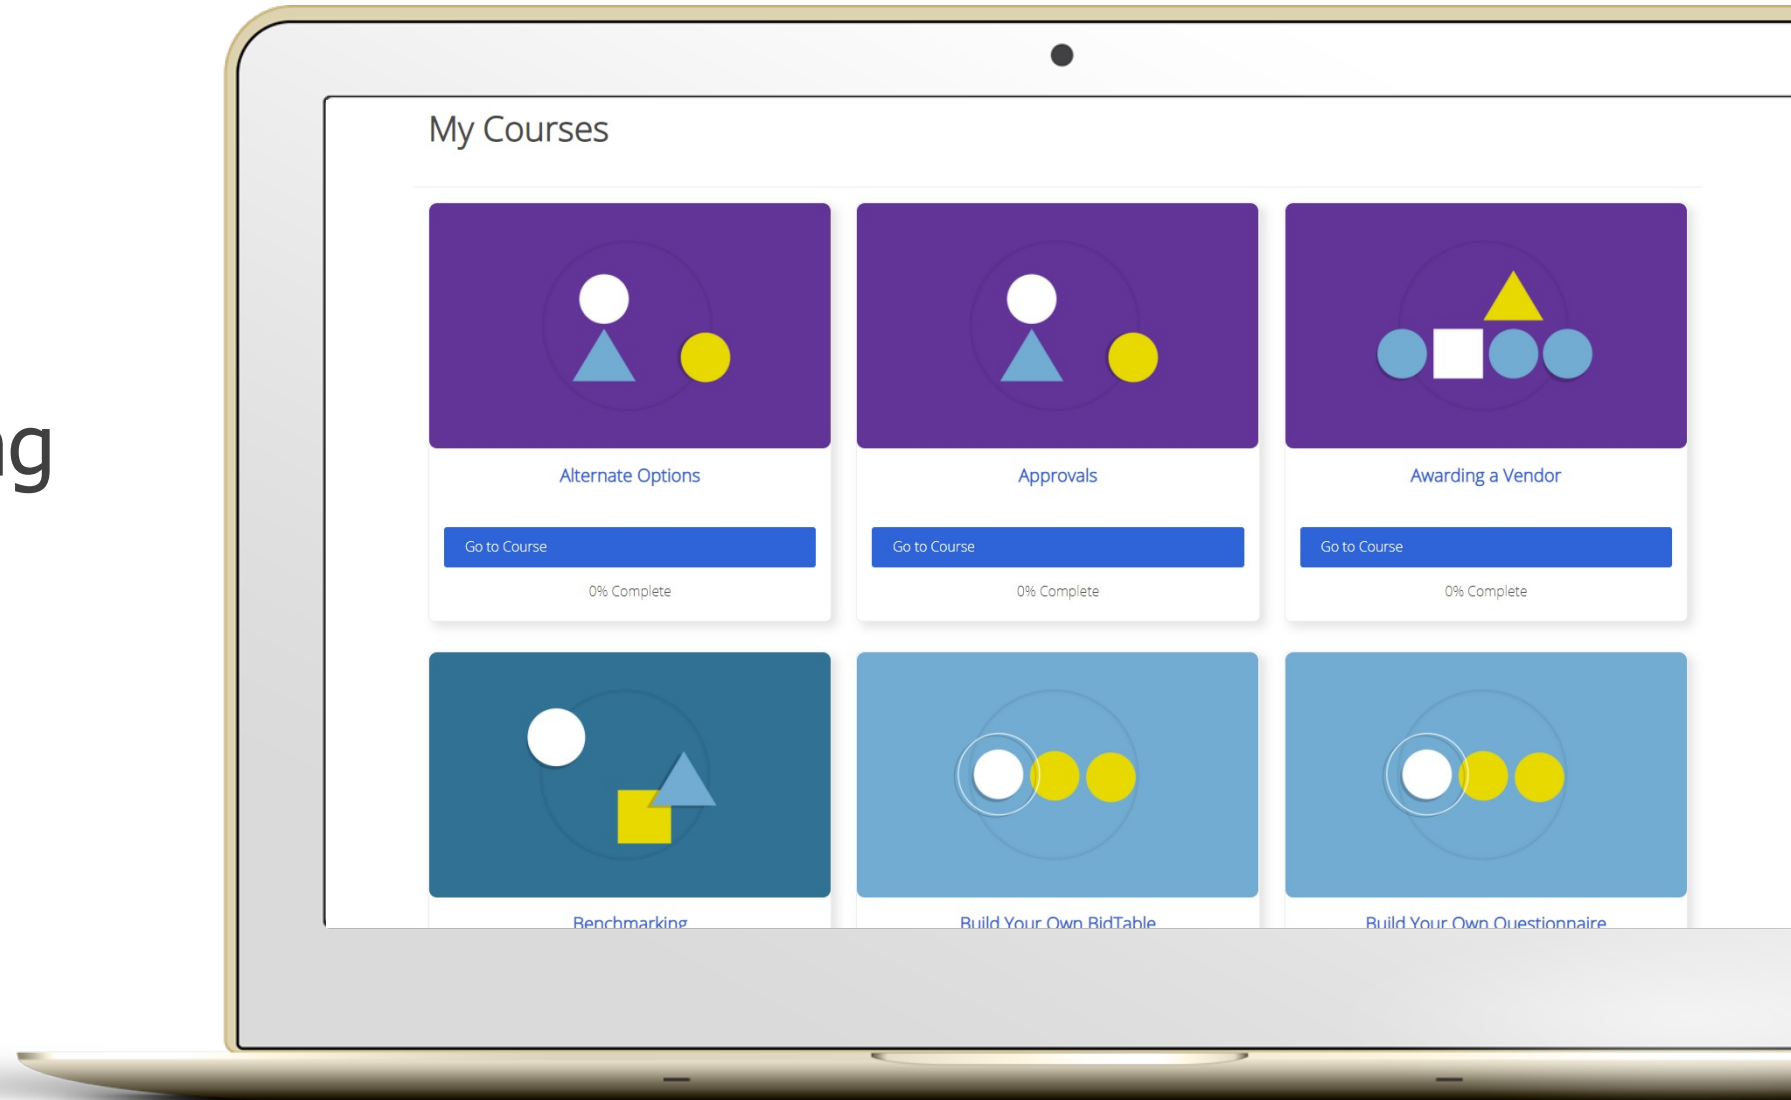 My Courses
ng
Alternate Options
Approvals
Awarding a Vendor
Go to Course
Go to Course
Go to Course
0% Complete
0% Complete
0% Complete
Benchmarking
Build Your Own BidTable
Build Your Own Questionnaire